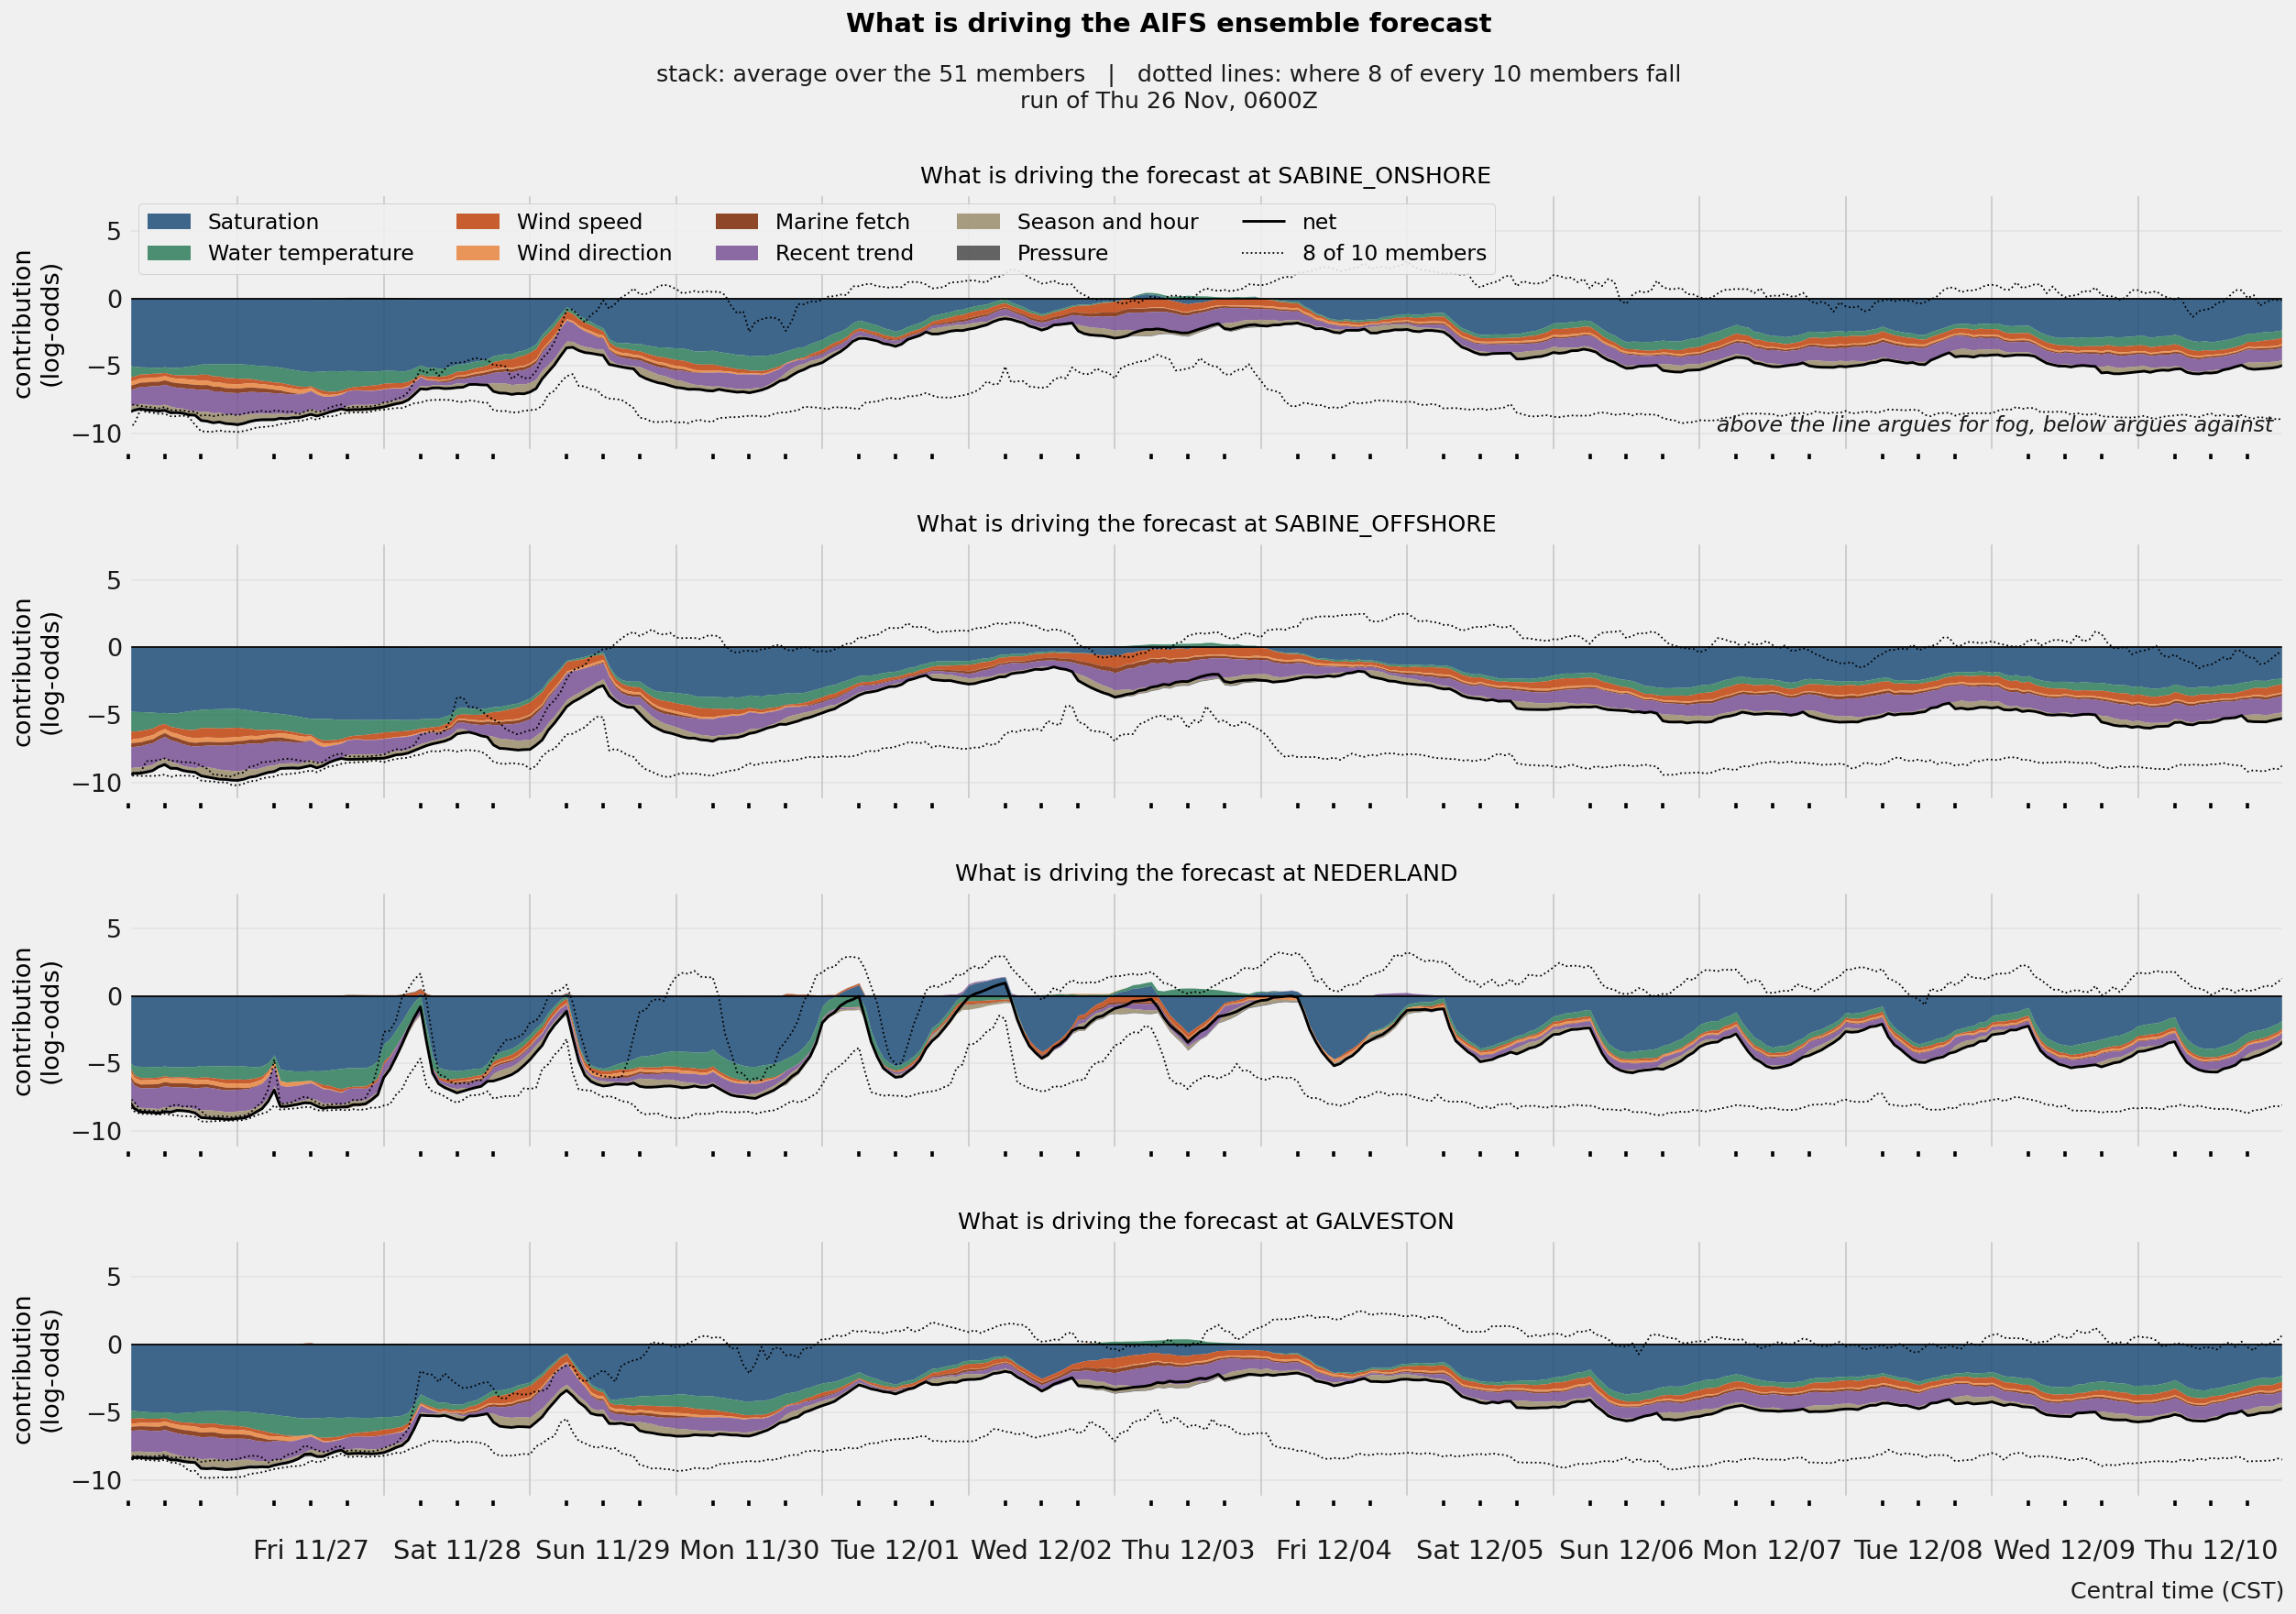 What is driving the AIFS ensemble forecast
stack: average over the 51 members | dotted lines: where 8 of every 10 members fall
run of Thu 26 Nov, 0600Z
What is driving the forecast at SABINE_ONSHORE
Saturation
Water temperature
Wind speed
Wind direction
Marine fetch
Recent trend
Season and hour
Pressure
net
8 of 10 members
contribution
(log-odds)
5
0
−5
−10
above the line argues for fog, below argues against
What is driving the forecast at SABINE_OFFSHORE
contribution
(log-odds)
5
0
−5
−10
What is driving the forecast at NEDERLAND
contribution
(log-odds)
5
0
−5
−10
What is driving the forecast at GALVESTON
contribution
(log-odds)
5
0
−5
−10
Fri 11/27 Sat 11/28 Sun 11/29 Mon 11/30 Tue 12/01 Wed 12/02 Thu 12/03 Fri 12/04 Sat 12/05 Sun 12/06 Mon 12/07 Tue 12/08 Wed 12/09 Thu 12/10
Central time (CST)